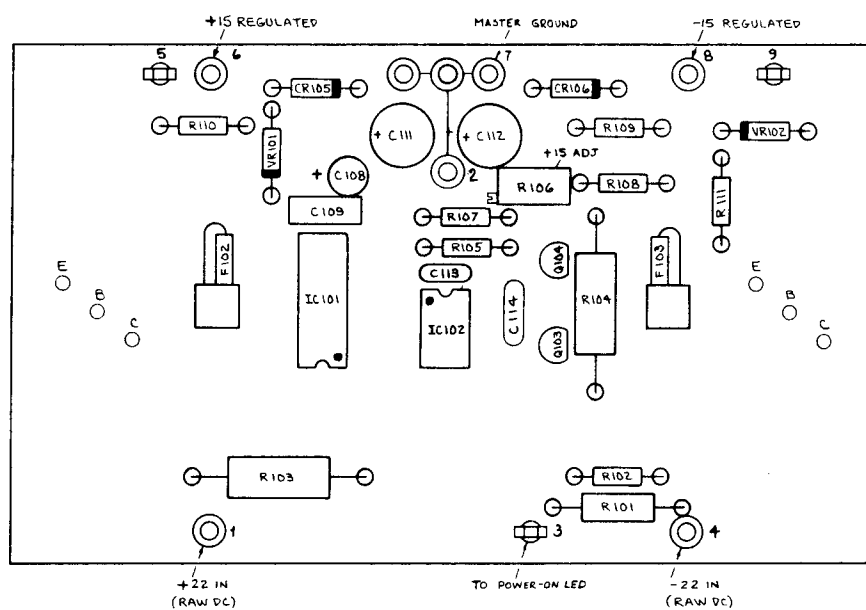 +15 REGULATED
MASTER GROUND
-15 REGULATED
5
6
7
8
9
CR105
CR106
R110
VR101
+ C111
+ C112
R109
VR102
+15 ADJ
+
C108
2
R106
R108
R111
C109
R107
R105
F102
Q104
F103
E
B
C
C113
IC101
IC102
C114
R104
E
B
C
Q103
R103
R102
R101
1
3
4
+22 IN
(RAW DC)
TO POWER-ON LED
-22 IN
(RAW DC)